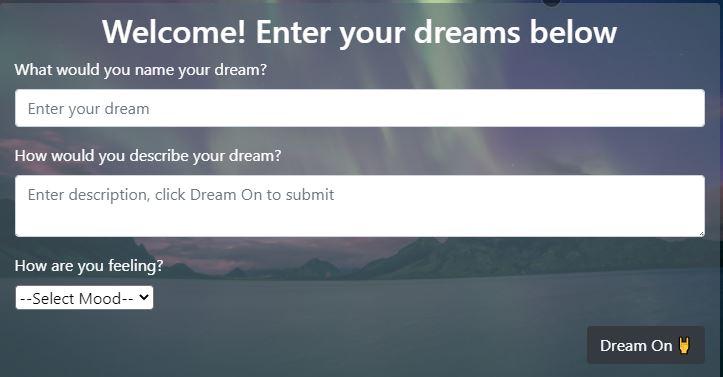 Welcome! Enter your dreams below
What would you name your dream?
Enter your dream
How would you describe your dream?
Enter description, click Dream On to submit
How are you feeling?
--Select Mood--
Dream On 🤘